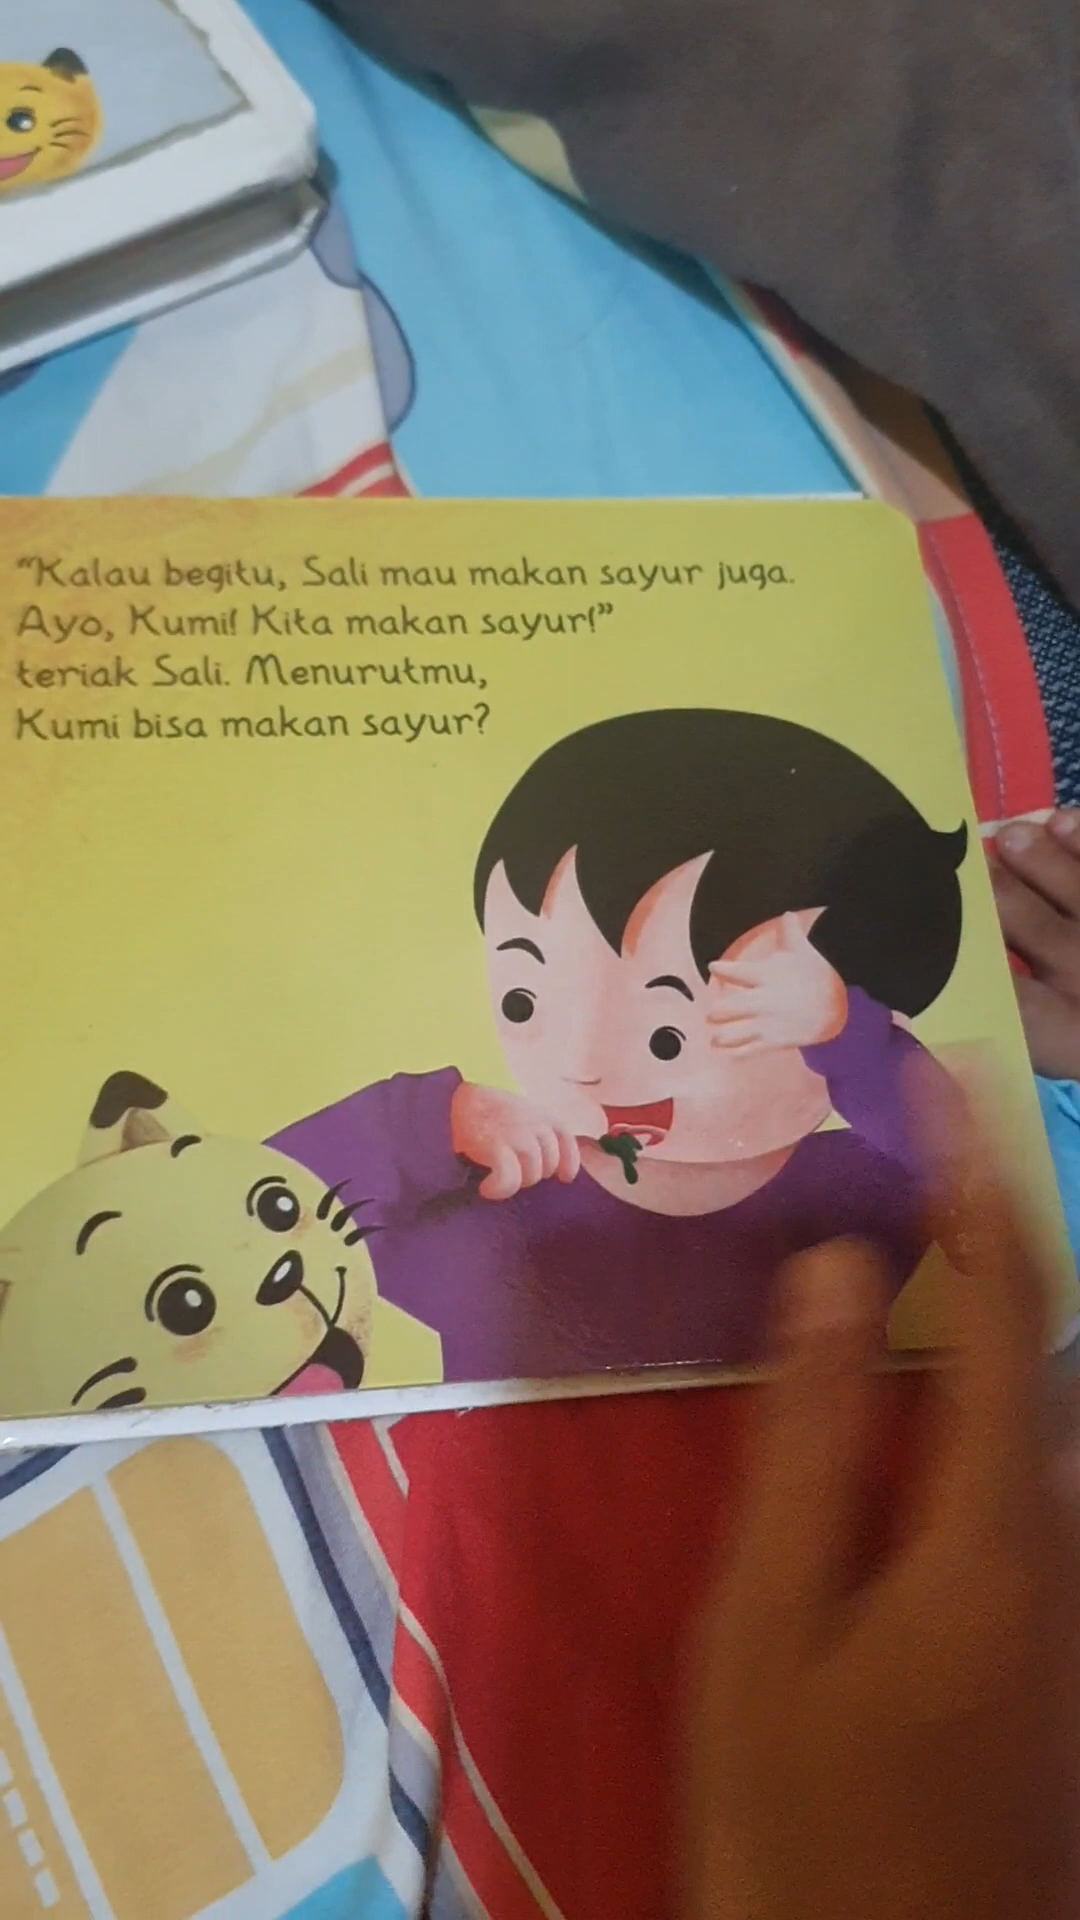 “Kalau begitu, Sali mau makan sayur juga.
Ayo, Kumi! Kita makan sayur!”
teriak Sali. Menurutmu,
Kumi bisa makan sayur?